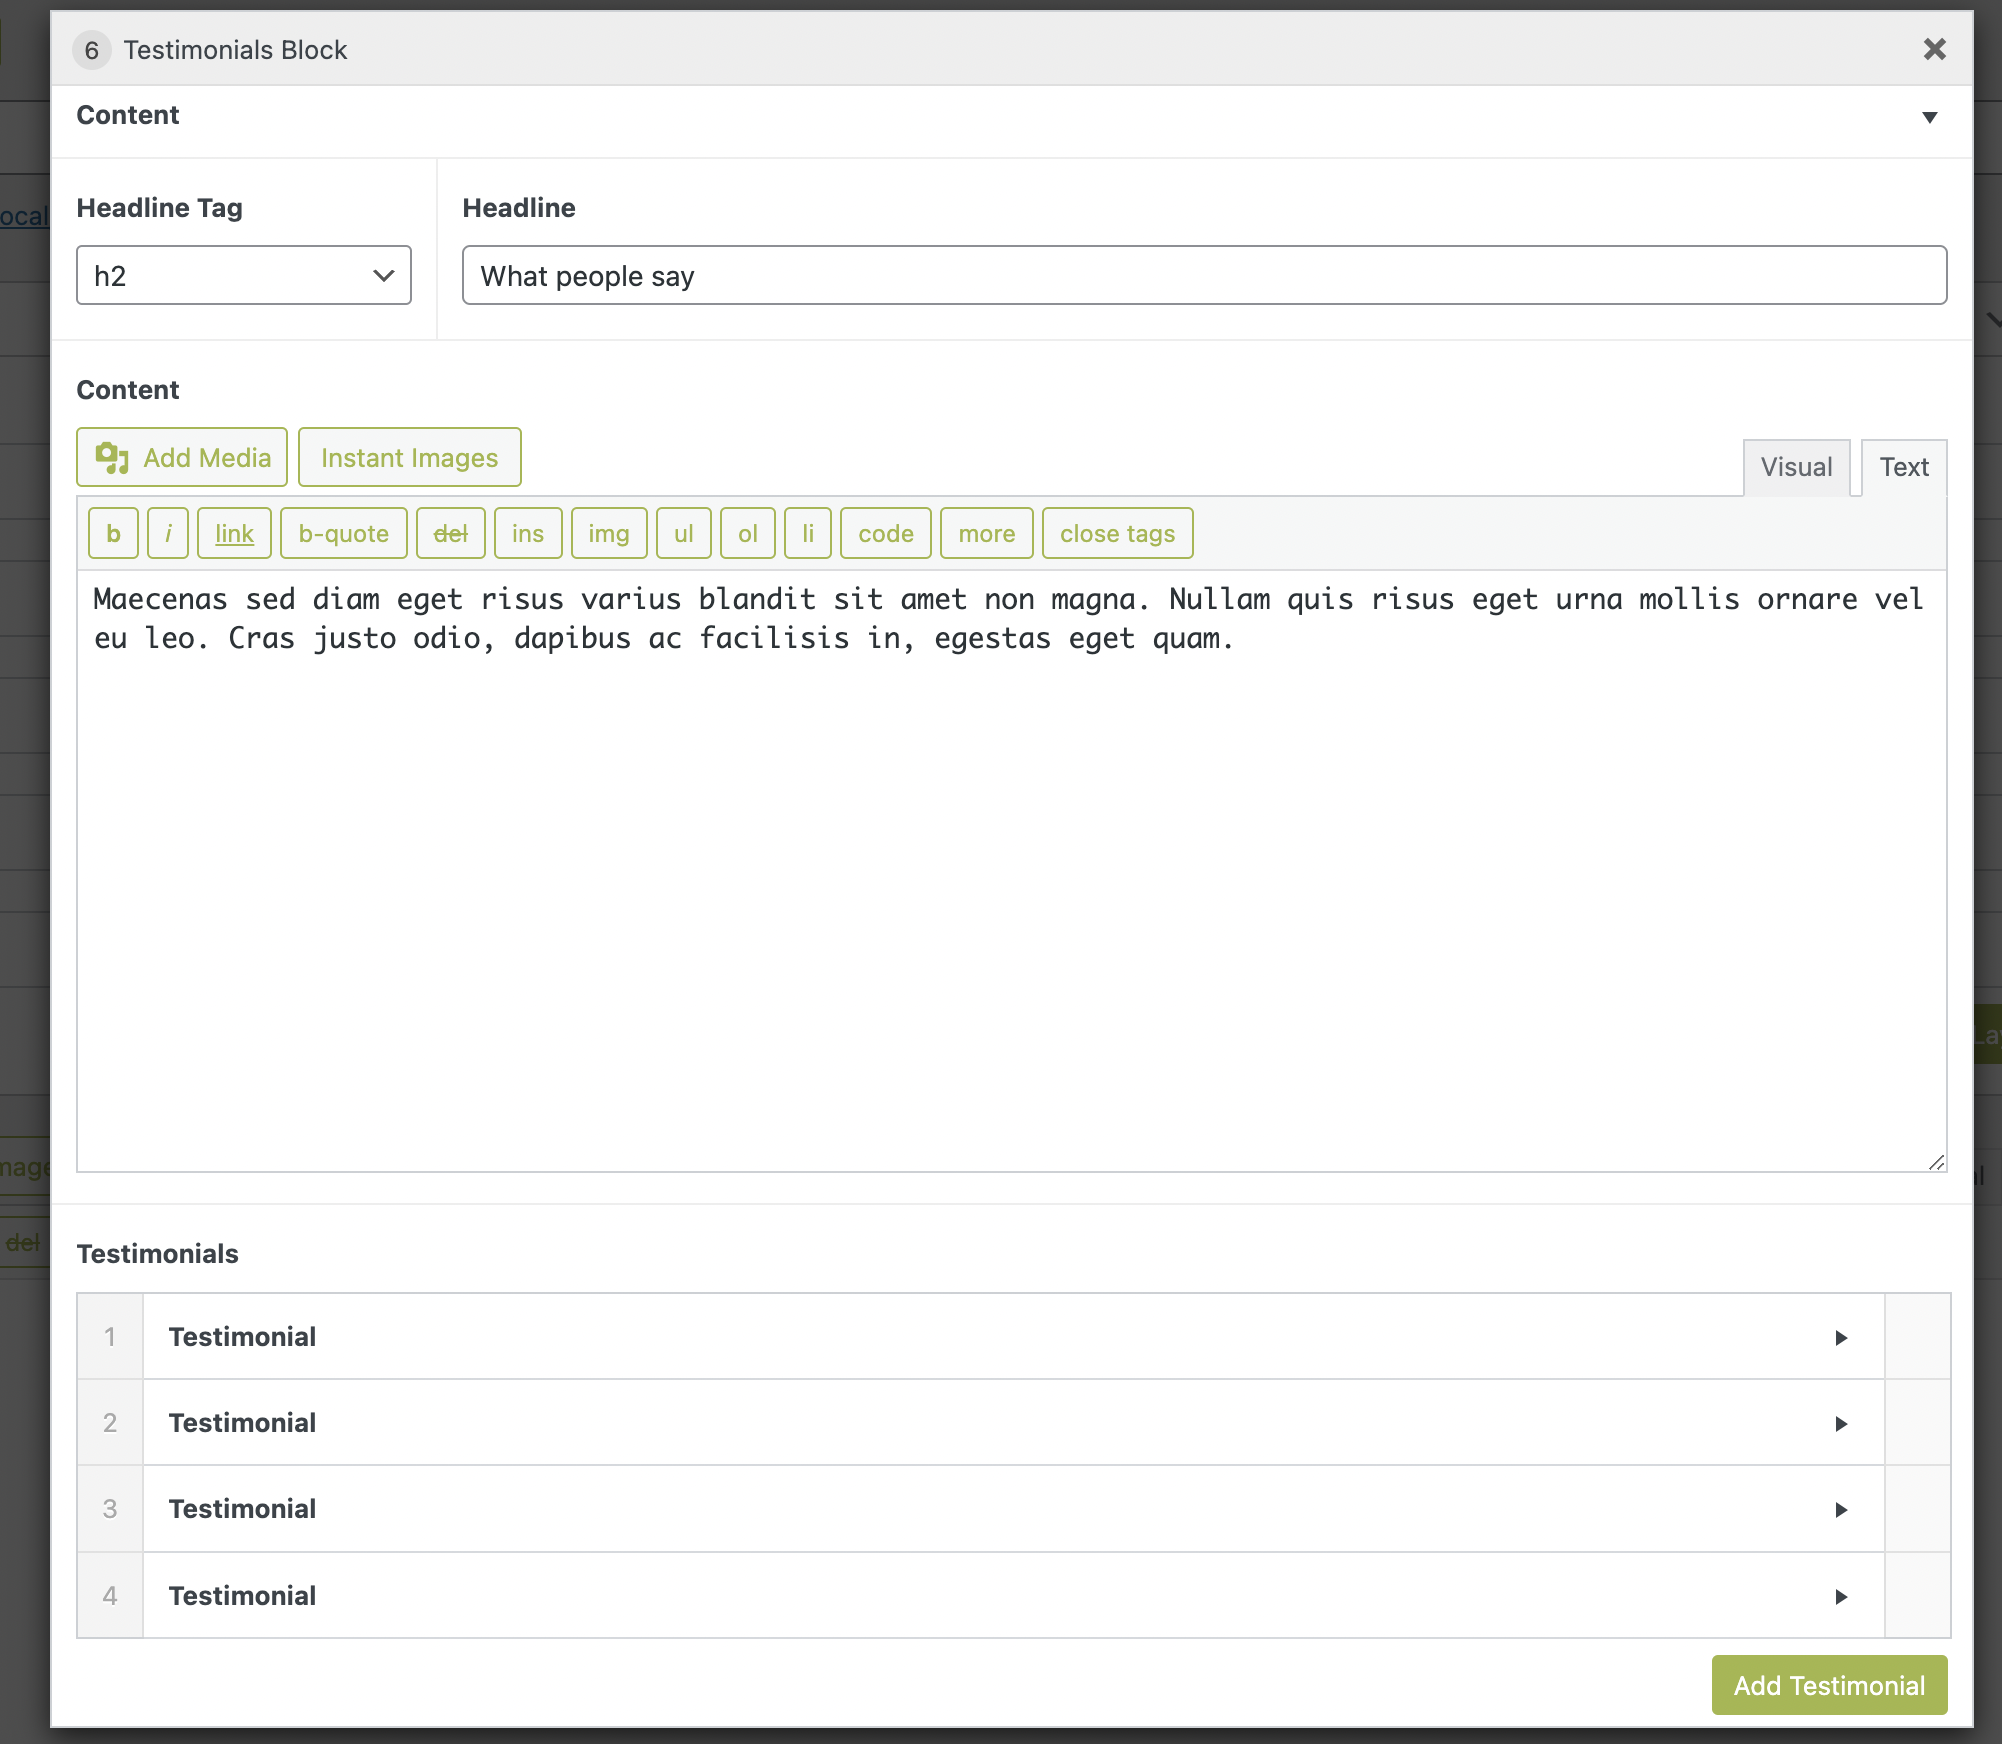 6 Testimonials Block
Content
Headline Tag Headline
h2 What people say
Content
Add Media Instant Images Visual Text
b i link b-quote del ins img ul ol li code more close tags
Maecenas sed diam eget risus varius blandit sit amet non magna. Nullam quis risus eget urna mollis ornare vel
eu leo. Cras justo odio, dapibus ac facilisis in, egestas eget quam.
del
Testimonials
1 Testimonial
2 Testimonial
3 Testimonial
4 Testimonial
Add Testimonial